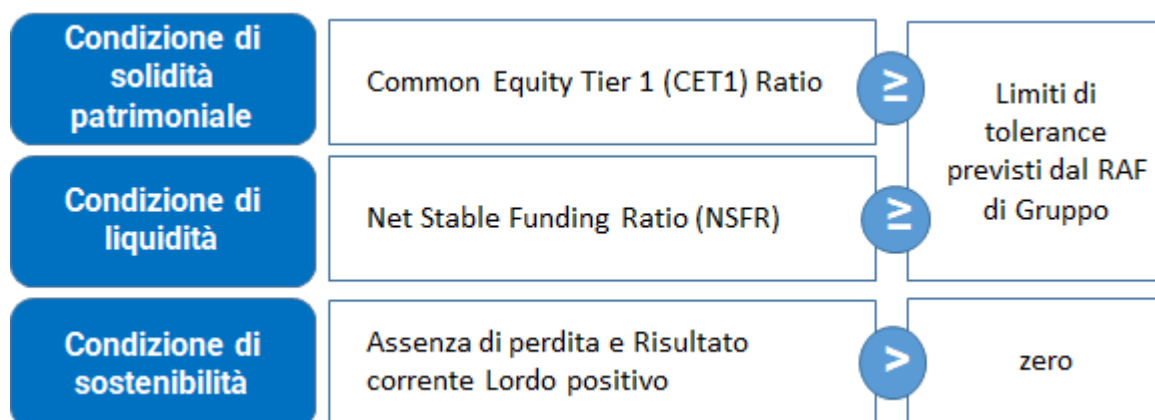 Condizione di
solidità
patrimoniale
Common Equity Tier 1 (CET1) Ratio
≥
Limiti di
tolerance
previsti dal RAF
di Gruppo
Condizione di
liquidità
Net Stable Funding Ratio (NSFR)
≥
Condizione di
sostenibilità
Assenza di perdita e Risultato
corrente Lordo positivo
>
zero